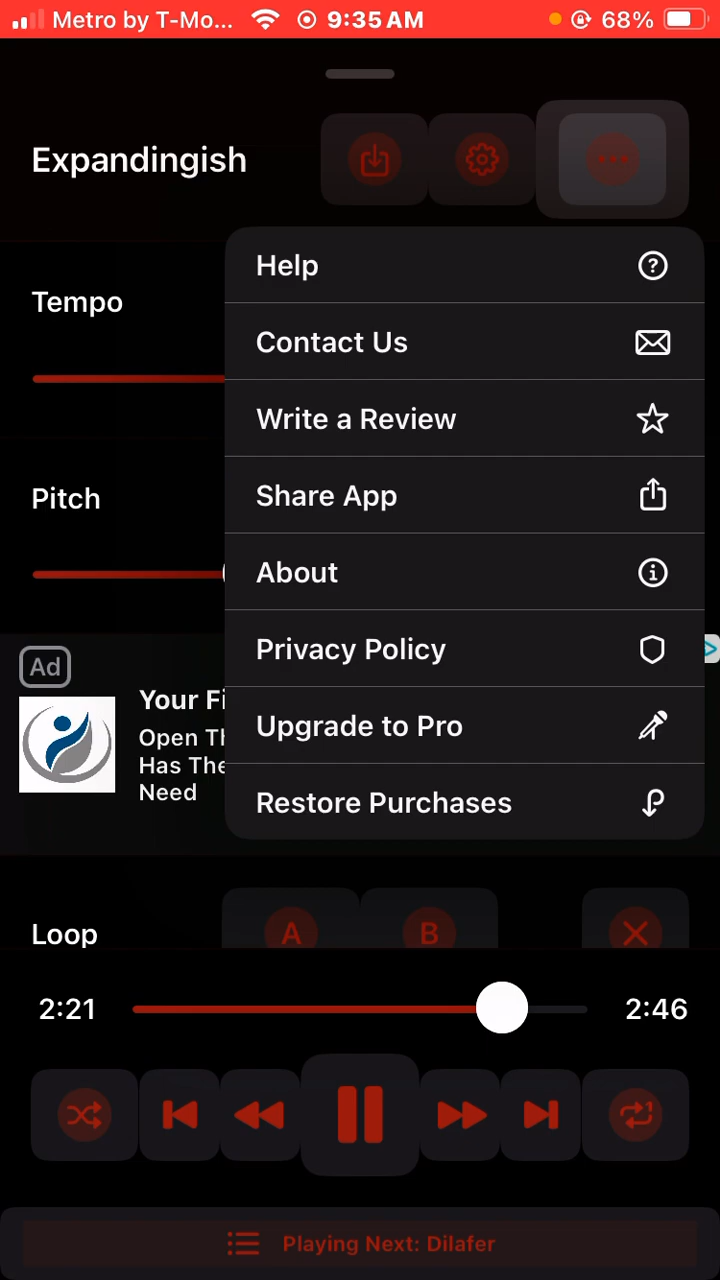 Metro by T-Mo... 9:35 AM 68%
Expandingish
Help
Tempo
Contact Us
Write a Review
Pitch
Share App
About
Privacy Policy
Ad
Your Fi
Open Th
Has The
Need
Upgrade to Pro
Restore Purchases
Loop A B
2:21 2:46
Playing Next: Dilafer